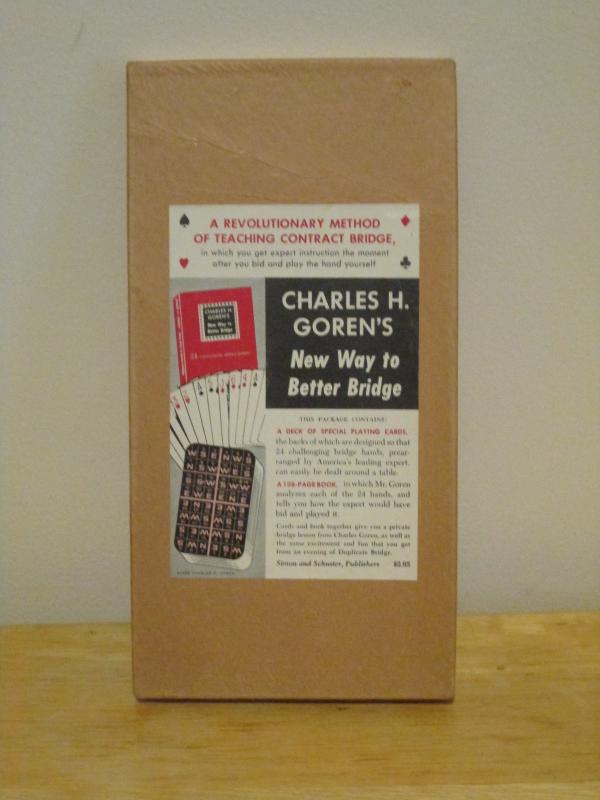 A REVOLUTIONARY METHOD
OF TEACHING CONTRACT BRIDGE,
in which you get expert instruction the moment
after you bid and play the hand yourself
CHARLES H.
GOREN'S
New Way to
Better Bridge
CHARLES H.
GOREN'S
New Way to
Better Bridge
24
THIS PACKAGE CONTAINS:
A DECK OF SPECIAL PLAYING CARDS,
the backs of which are designed so that
24 challenging bridge hands, prear-
ranged by America's leading expert,
can easily be dealt around a table.
A 108-PAGE BOOK, in which Mr. Goren
analyzes each of the 24 hands, and
tells you how the expert would have
bid and played it.
Cards and book together give you a private
bridge lesson from Charles Goren, as well as
the same excitement and fun that you get
from an evening of Duplicate Bridge.
Simon and Schuster, Publishers $2.95
CHARLES H. GOREN